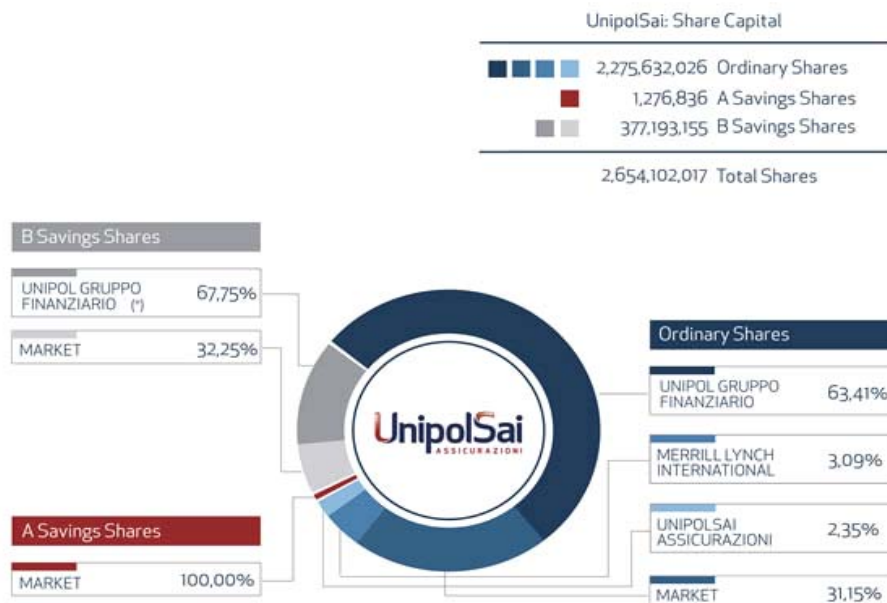 UnipolSai: Share Capital
2,275,632,026 Ordinary Shares
1,276,836 A Savings Shares
377,193,155 B Savings Shares
2,654,102,017 Total Shares
B Savings Shares
UNIPOL GRUPPO
FINANZIARIO (*) 67,75%
MARKET 32,25%
A Savings Shares
MARKET 100,00%
UnipolSai
ASSICURAZIONI
Ordinary Shares
UNIPOL GRUPPO
FINANZIARIO 63,41%
MERRILL LYNCH
INTERNATIONAL 3,09%
UNIPOLSAI
ASSICURAZIONI 2,35%
MARKET 31,15%